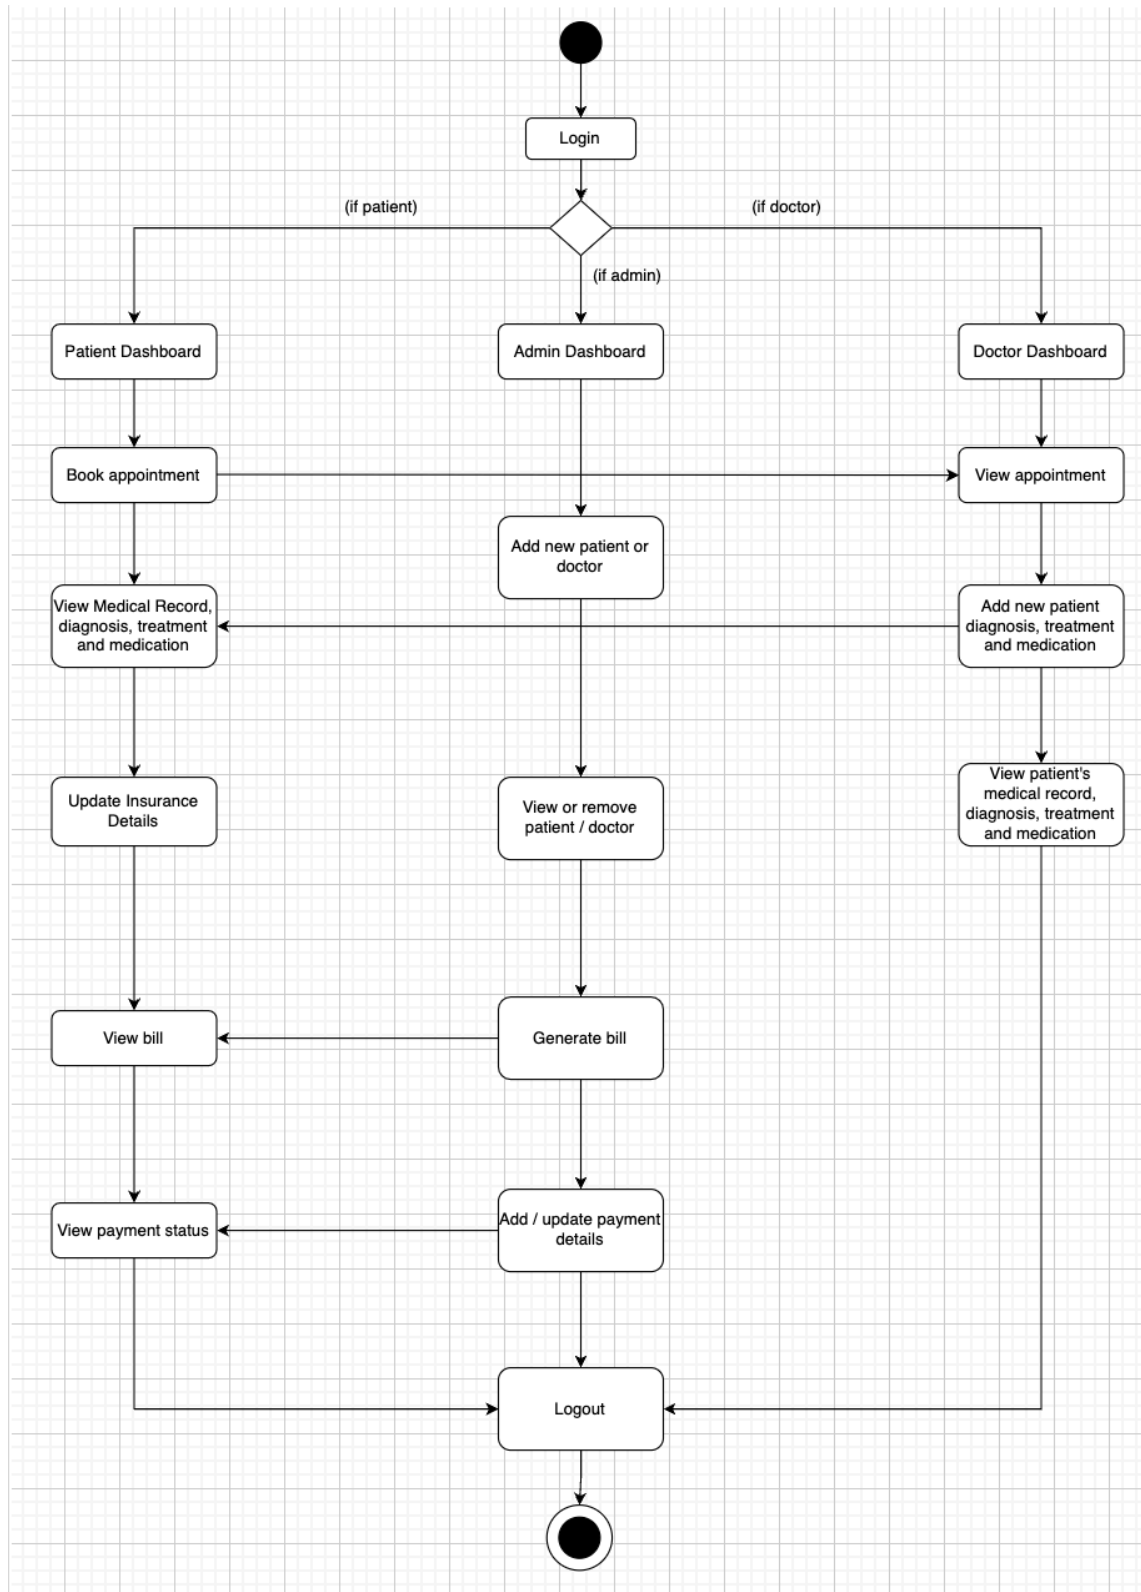 Login
(if patient)
(if doctor)
(if admin)
Patient Dashboard
Admin Dashboard
Doctor Dashboard
Book appointment
View appointment
Add new patient or
doctor
View Medical Record,
diagnosis, treatment
and medication
Add new patient
diagnosis, treatment
and medication
Update Insurance
Details
View or remove
patient / doctor
View patient's
medical record,
diagnosis, treatment
and medication
View bill
Generate bill
View payment status
Add / update payment
details
Logout